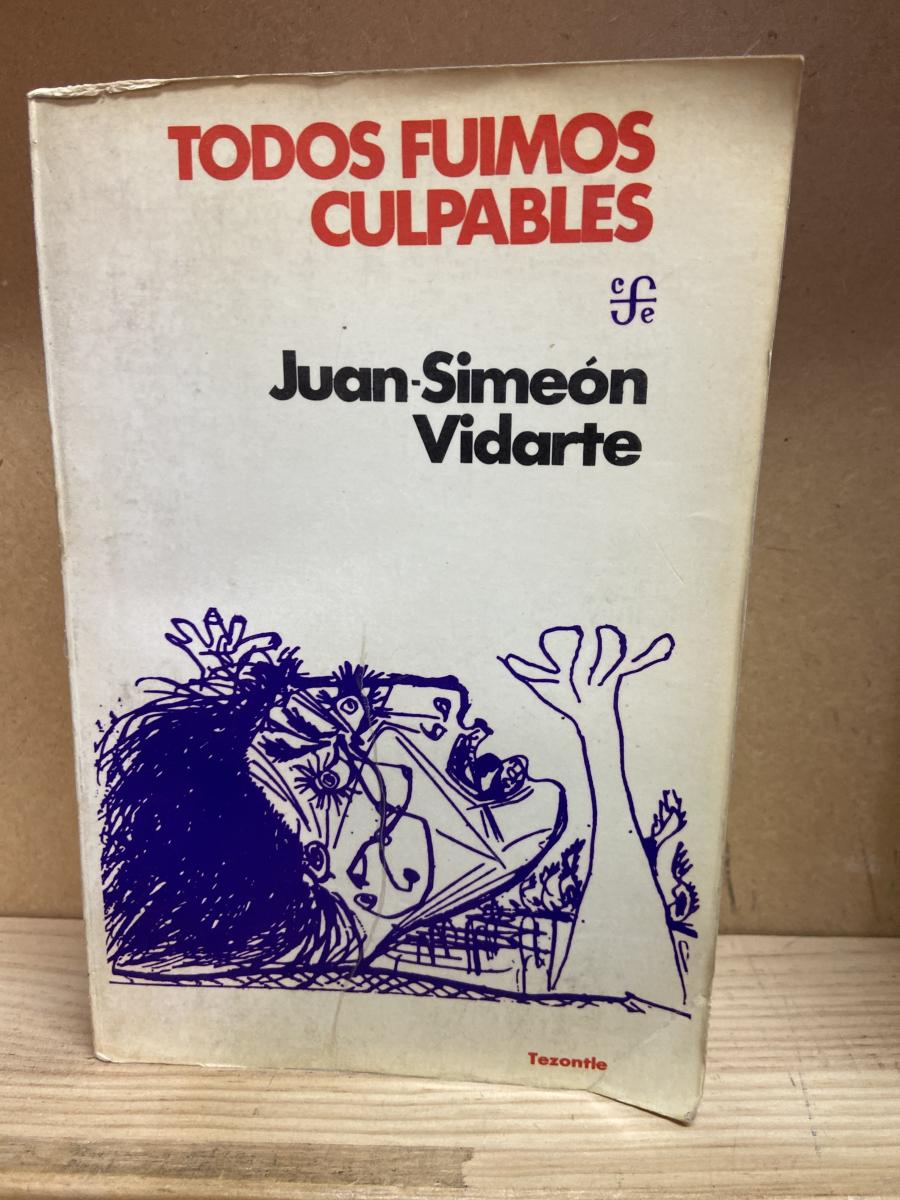 TODOS FUIMOS
CULPABLES
cfe
Juan-Simeón
Vidarte
Tezontle